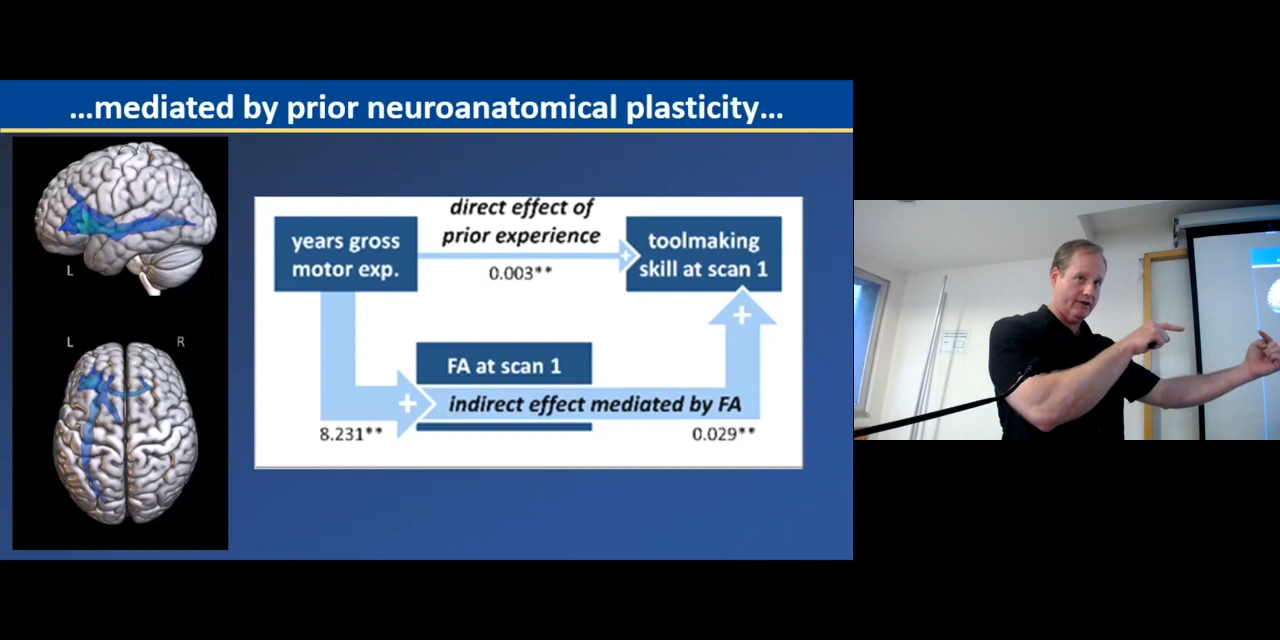 ...mediated by prior neuroanatomical plasticity...
L
L
R
direct effect of
prior experience
years gross
motor exp.
0.003**
toolmaking
skill at scan 1
+
+
FA at scan 1
+
indirect effect mediated by FA
8.231**
0.029**